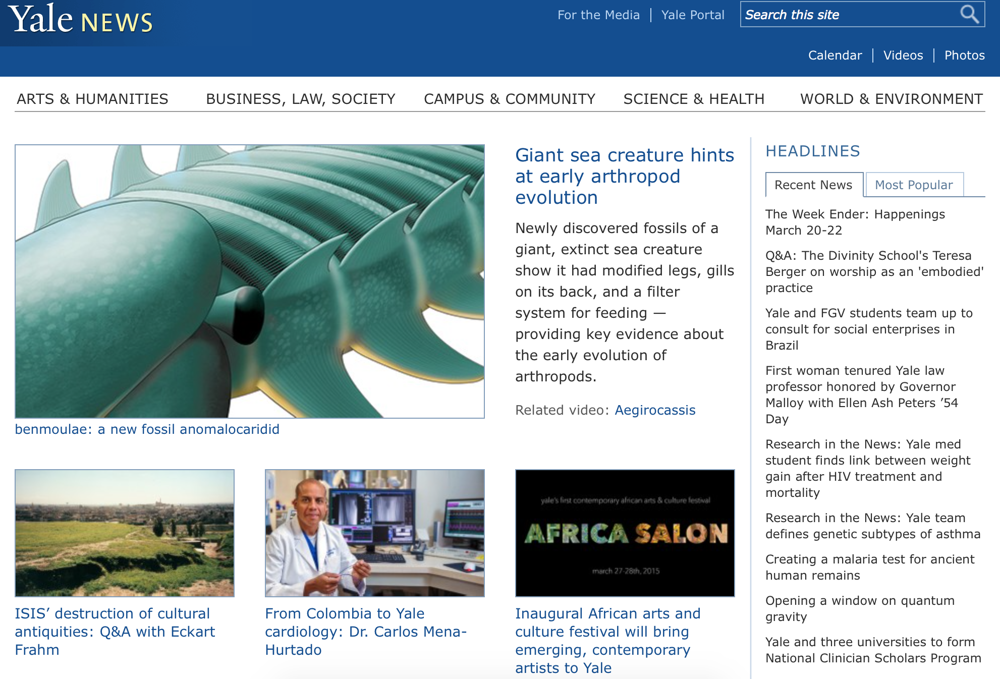 Yale NEWS
For the Media | Yale Portal
Search this site
Calendar | Videos | Photos
ARTS & HUMANITIES
BUSINESS, LAW, SOCIETY
CAMPUS & COMMUNITY
SCIENCE & HEALTH
WORLD & ENVIRONMENT
Giant sea creature hints
at early arthropod
evolution
Newly discovered fossils of a
giant, extinct sea creature
show it had modified legs, gills
on its back, and a filter
system for feeding —
providing key evidence about
the early evolution of
arthropods.
Related video: Aegirocassis
benmoulae: a new fossil anomalocaridid
ISIS’ destruction of cultural
antiquities: Q&A with Eckart
Frahm
From Colombia to Yale
cardiology: Dr. Carlos Mena-
Hurtado
yale's first contemporary african arts & culture festival
AFRICA SALON
march 27-28th, 2015
Inaugural African arts and
culture festival will bring
emerging, contemporary
artists to Yale
HEADLINES
Recent News
Most Popular
The Week Ender: Happenings
March 20-22
Q&A: The Divinity School's Teresa
Berger on worship as an 'embodied'
practice
Yale and FGV students team up to
consult for social enterprises in
Brazil
First woman tenured Yale law
professor honored by Governor
Malloy with Ellen Ash Peters ’54
Day
Research in the News: Yale med
student finds link between weight
gain after HIV treatment and
mortality
Research in the News: Yale team
defines genetic subtypes of asthma
Creating a malaria test for ancient
human remains
Opening a window on quantum
gravity
Yale and three universities to form
National Clinician Scholars Program